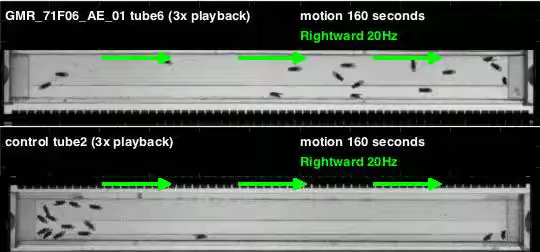 GMR_71F06_AE_01 tube6 (3x playback)
motion 160 seconds
Rightward 20Hz
control tube2 (3x playback)
motion 160 seconds
Rightward 20Hz